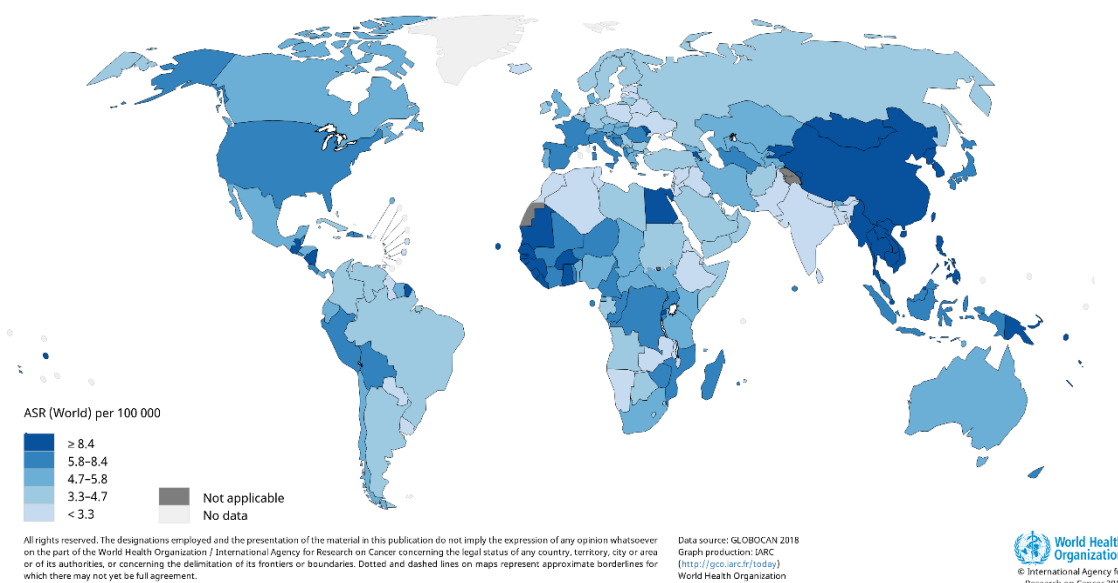 ASR (World) per 100 000
≥ 8.4
5.8–8.4
4.7–5.8
3.3–4.7
< 3.3
Not applicable
No data
All rights reserved. The designations employed and the presentation of the material in this publication do not imply the expression of any opinion whatsoever
on the part of the World Health Organization / International Agency for Research on Cancer concerning the legal status of any country, territory, city or area
or of its authorities, or concerning the delimitation of its frontiers or boundaries. Dotted and dashed lines on maps represent approximate borderlines for
which there may not yet be full agreement.
Data source: GLOBOCAN 2018
Graph production: IARC
(http://gco.iarc.fr/today)
World Health Organization
World Health
Organization
© International Agency f
Research on Cancer 20